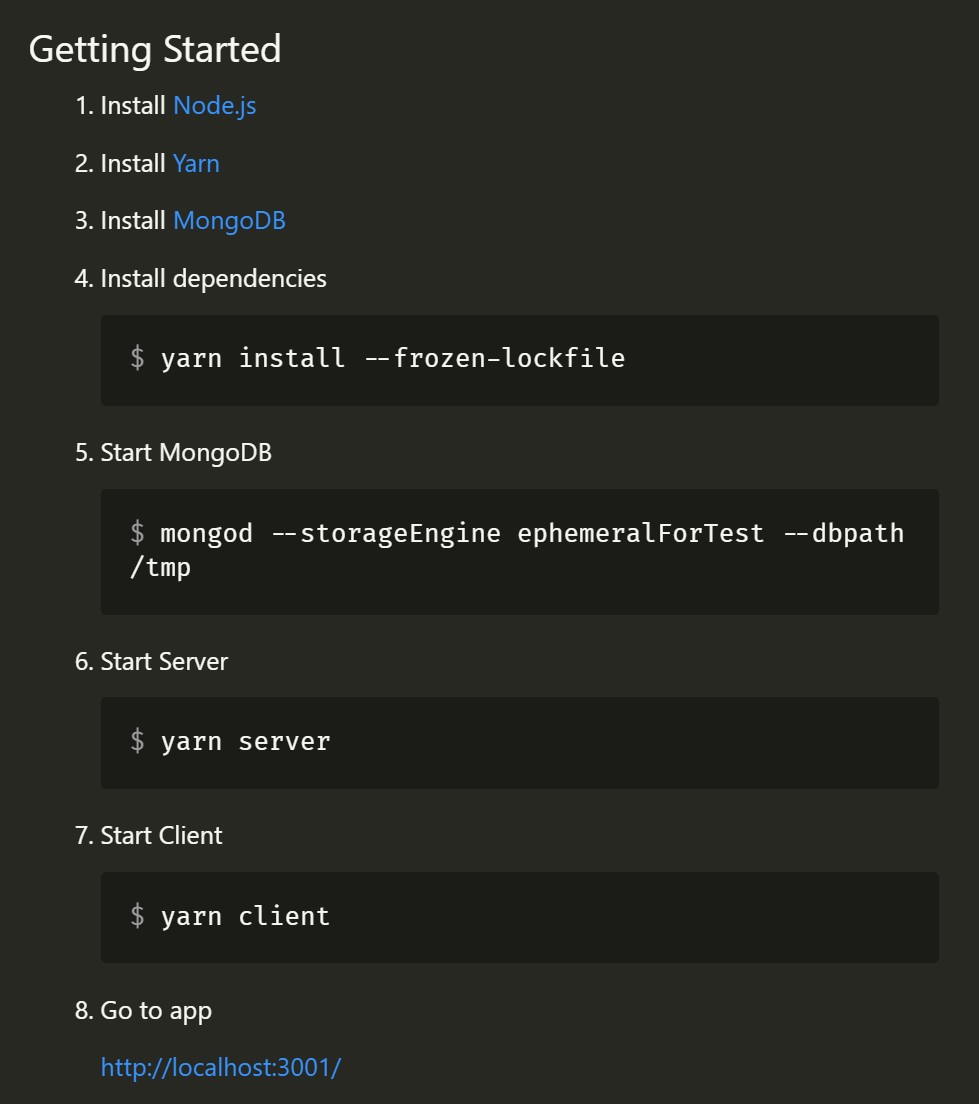 Getting Started
1. Install Node.js
2. Install Yarn
3. Install MongoDB
4. Install dependencies
$ yarn install --frozen-lockfile
5. Start MongoDB
$ mongod --storageEngine ephemeralForTest --dbpath
/tmp
6. Start Server
$ yarn server
7. Start Client
$ yarn client
8. Go to app
http://localhost:3001/